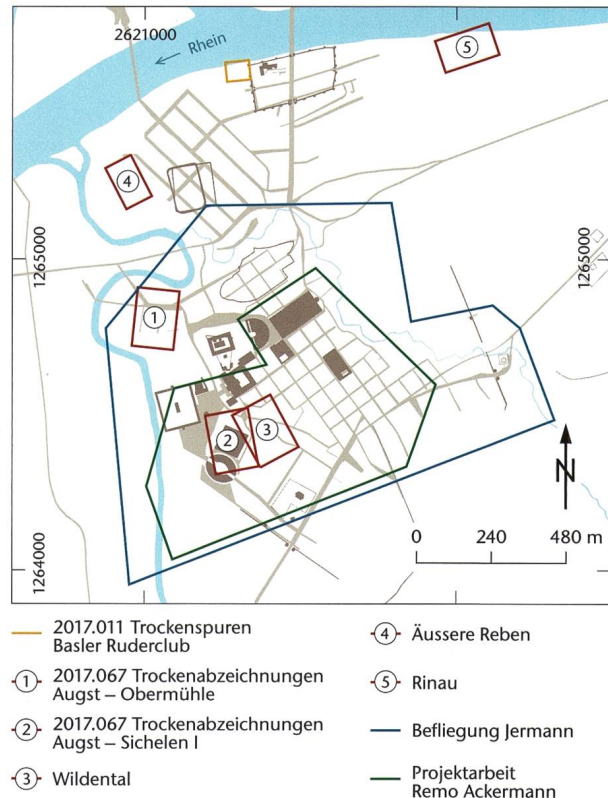 2621000
Rhein
5
4
1265000
1265000
1
2
3
N
0 240 480 m
1264000
2017.011 Trockenspuren
Basler Ruderclub
1 2017.067 Trockenabzeichnungen
Augst – Obermühle
2 2017.067 Trockenabzeichnungen
Augst – Sichelen I
3 Wildental
4 Äussere Reben
5 Rinau
Befliegung Jermann
Projektarbeit
Remo Ackermann